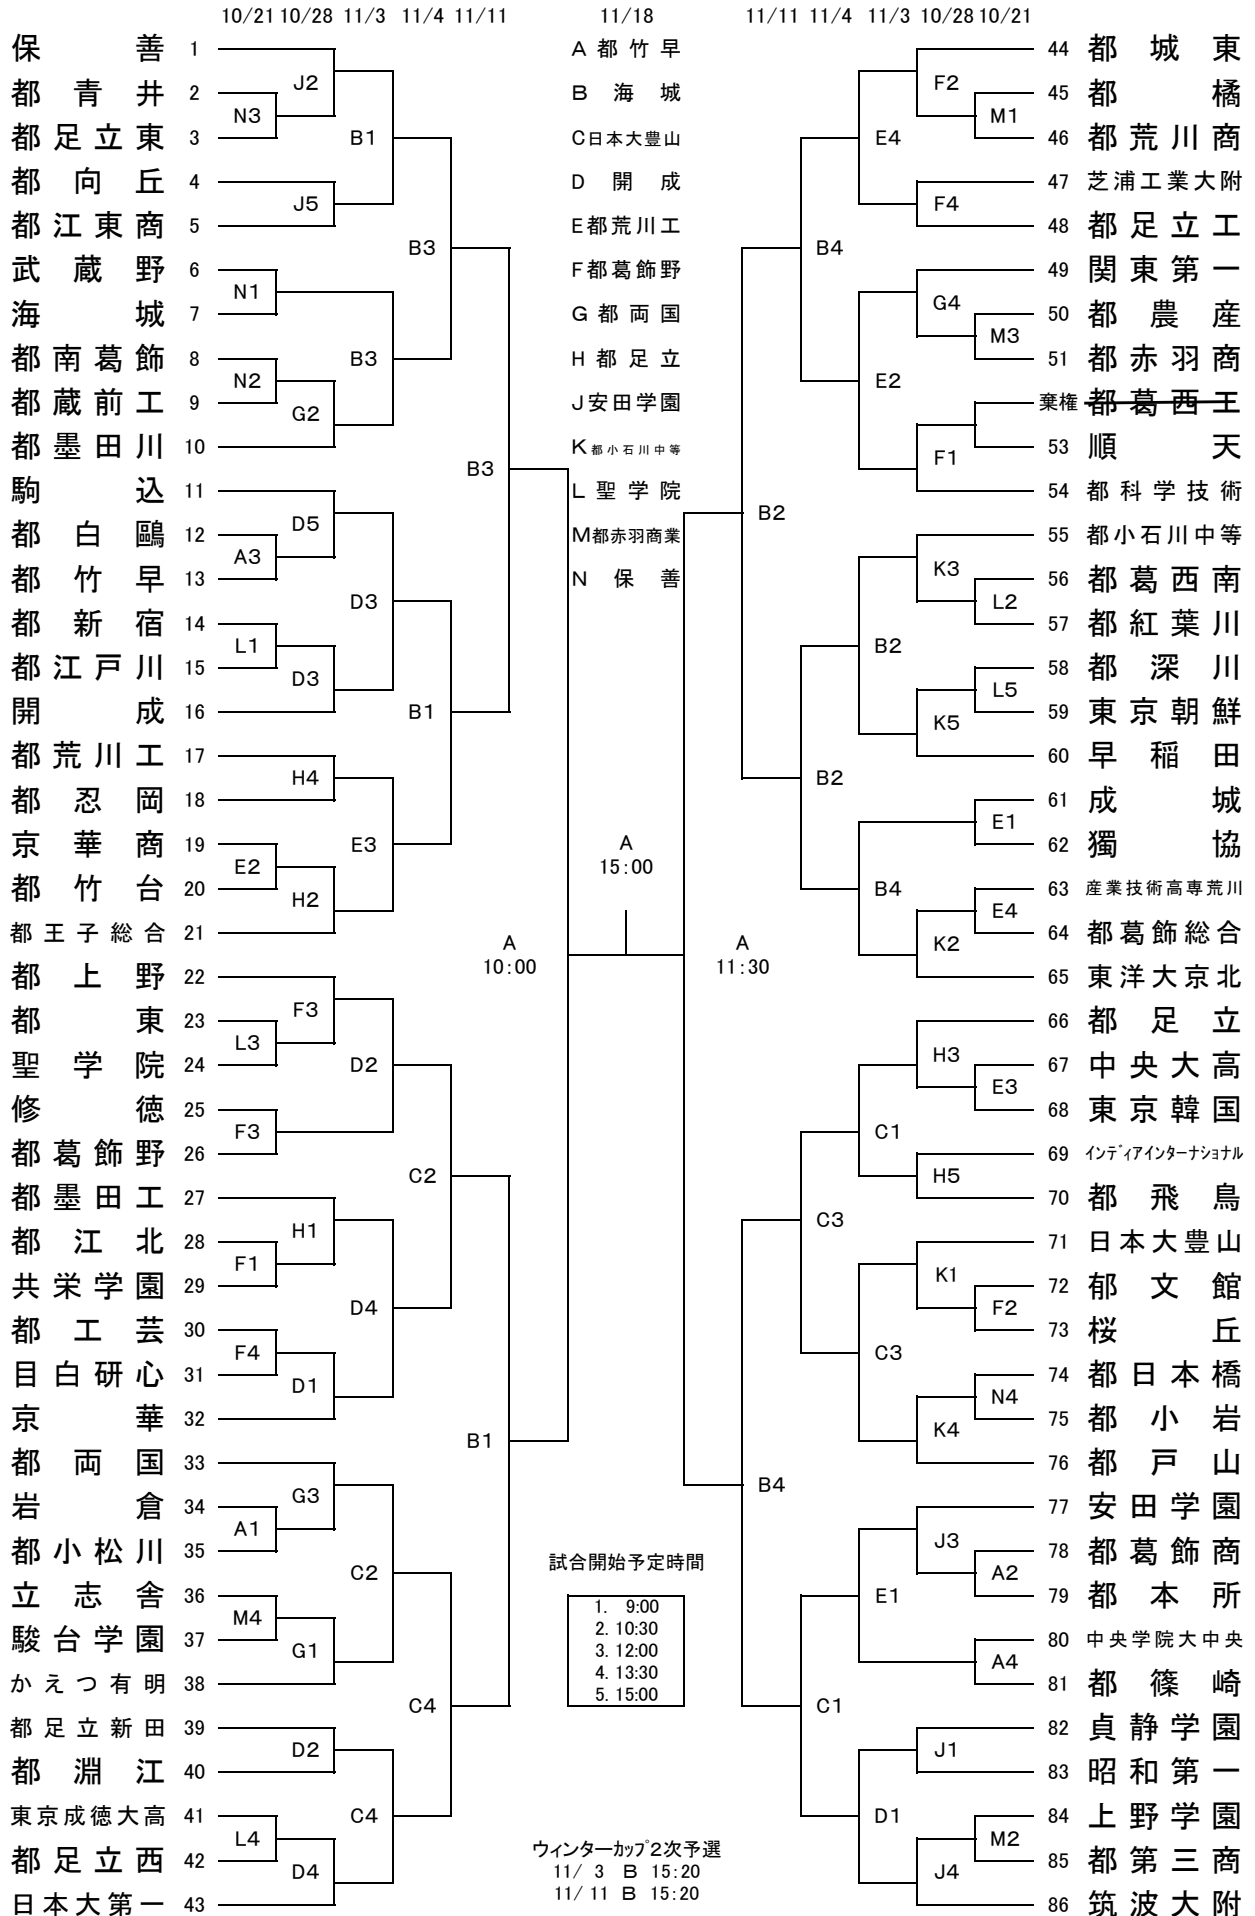 10/21 10/28 11/3 11/4 11/11 11/18 11/11 11/4 11/3 10/28 10/21
保善 1
都青井 2
都足立東 3
都向丘 4
都江東商 5
武蔵野 6
海城 7
都南葛飾 8
都蔵前工 9
都墨田川 10
駒込 11
都白鷗 12
都竹早 13
都新宿 14
都江戸川 15
開成 16
都荒川工 17
都忍岡 18
京華商 19
都竹台 20
都王子総合 21
都上野 22
都東 23
聖学院 24
修徳 25
都葛飾野 26
都墨田工 27
都江北 28
共栄学園 29
都工芸 30
目白研心 31
京華 32
都両国 33
岩倉 34
都小松川 35
立志舎 36
駿台学園 37
かえつ有明 38
都足立新田 39
都淵江 40
東京成徳大高 41
都足立西 42
日本大第一 43
N3
N1
N2
A3
L1
E2
L3
F3
F1
F4
A1
M4
L4
J2
J5
G2
D5
D3
H4
H2
F3
H1
D1
G3
G1
D2
D4
B1
B3
D3
E3
D2
D4
C2
C4
B3
B1
C2
C4
B3
B1
A
10:00
A 都竹早
B 海城
C 日本大豊山
D 開成
E 都荒川工
F 都葛飾野
G 都両国
H 都足立
J 安田学園
K 都小石川中等
L 聖学院
M 都赤羽商業
N 保善
A
15:00
試合開始予定時間
1. 9:00
2. 10:30
3. 12:00
4. 13:30
5. 15:00
ウィンターカップ2次予選
11/ 3 B 15:20
11/ 11 B 15:20
A
11:30
B2
B4
B4
B2
C3
C1
E4
E2
B2
B4
C1
C3
E1
D1
F2
F4
G4
F1
K3
K5
K2
H3
H5
K1
K4
J3
J1
J4
M1
M3
L2
L5
E1
E4
E3
F2
N4
A2
A4
M2
44 都城東
45 都橘
46 都荒川商
47 芝浦工業大附
48 都足立工
49 関東第一
50 都農産
51 都赤羽商
棄権 都葛西工
53 順天
54 都科学技術
55 都小石川中等
56 都葛西南
57 都紅葉川
58 都深川
59 東京朝鮮
60 早稲田
61 成城
62 獨協
63 産業技術高専荒川
64 都葛飾総合
65 東洋大京北
66 都足立
67 中央大高
68 東京韓国
69 インディアインターナショナル
70 都飛鳥
71 日本大豊山
72 郁文館
73 桜丘
74 都日本橋
75 都小岩
76 都戸山
77 安田学園
78 都葛飾商
79 都本所
80 中央学院大中央
81 都篠崎
82 貞静学園
83 昭和第一
84 上野学園
85 都第三商
86 筑波大附